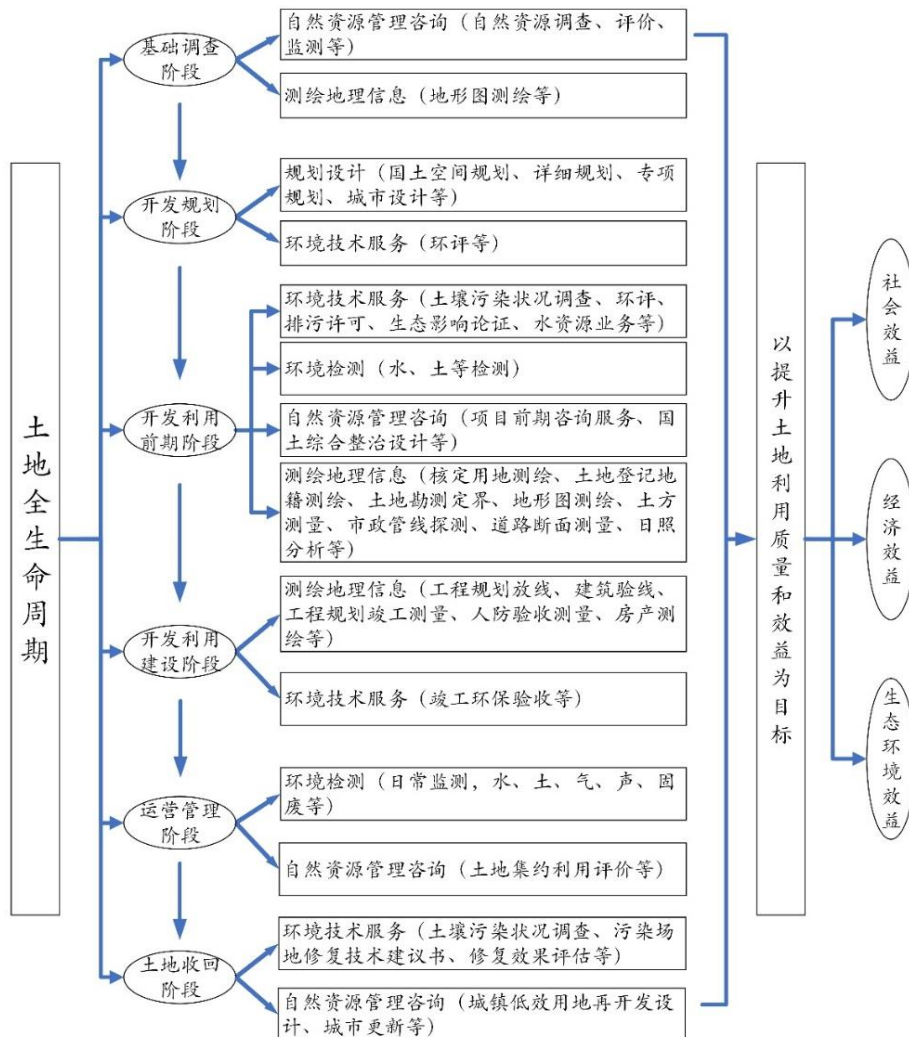 土地全生命周期
基础调查
阶段
自然资源管理咨询（自然资源调查、评价、
监测等）
测绘地理信息（地形图测绘等）
开发规划
阶段
规划设计（国土空间规划、详细规划、专项
规划、城市设计等）
环境技术服务（环评等）
开发利用
前期阶段
环境技术服务（土壤污染状况调查、环评、
排污许可、生态影响论证、水资源业务等）
环境检测（水、土等检测）
自然资源管理咨询（项目前期咨询服务、国
土综合整治设计等）
测绘地理信息（核定用地测绘、土地登记地
籍测绘、土地勘测定界、地形图测绘、土方
测量、市政管线探测、道路断面测量、日照
分析等）
开发利用
建设阶段
测绘地理信息（工程规划放线、建筑验线、
工程规划竣工测量、人防验收测量、房产测
绘等）
环境技术服务（竣工环保验收等）
运营管理
阶段
环境检测（日常监测，水、土、气、声、固
废等）
自然资源管理咨询（土地集约利用评价等）
土地收回
阶段
环境技术服务（土壤污染状况调查、污染场
地修复技术建议书、修复效果评估等）
自然资源管理咨询（城镇低效用地再开发设
计、城市更新等）
以提升土地利用质量和效益为目标
社会效益
经济效益
生态环境效益